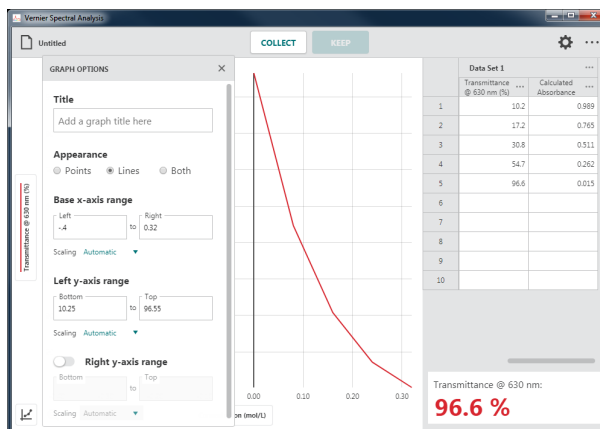 Vernier Spectral Analysis
Untitled
COLLECT
KEEP
GRAPH OPTIONS
Title
Add a graph title here
Appearance
Points Lines Both
Base x-axis range
Left Right
-.4 to 0.32
Scaling Automatic
Left y-axis range
Bottom Top
10.25 to 96.55
Scaling Automatic
Right y-axis range
Bottom Top
to
Scaling Automatic
Transmittance @ 630 nm (%)
0.00 0.10 0.20 0.30
on (mol/L)
Data Set 1
Transmittance @ 630 nm (%) Calculated Absorbance
1 10.2 0.989
2 17.2 0.765
3 30.8 0.511
4 54.7 0.262
5 96.6 0.015
6
7
8
9
10
Transmittance @ 630 nm:
96.6 %